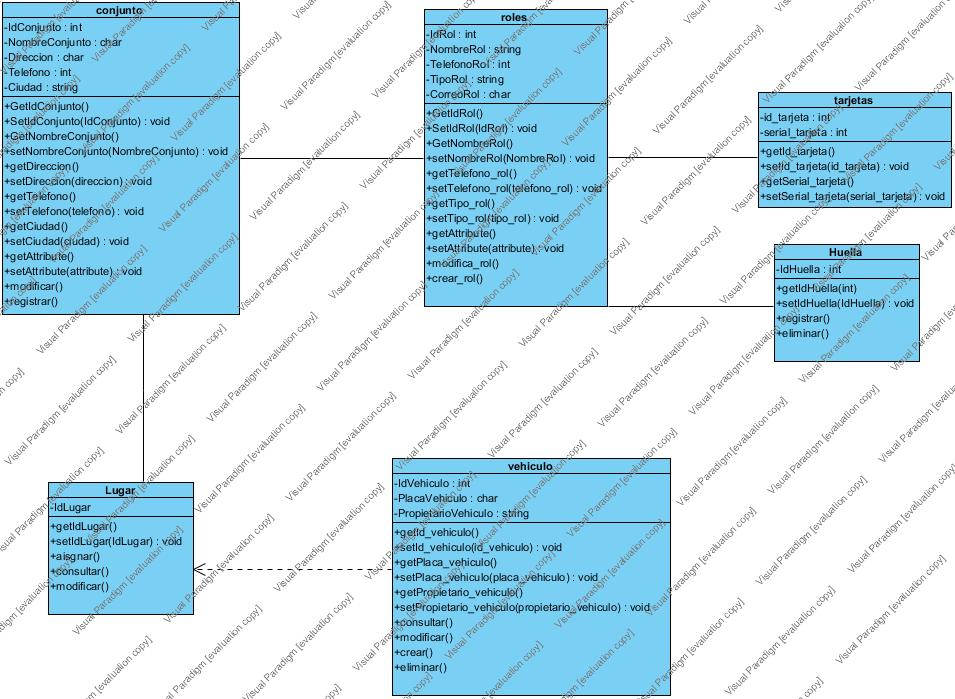 conjunto
-IdConjunto : int
-NombreConjunto : char
-Direccion : char
-Telefono : int
-Ciudad : string
+GetIdConjunto()
+SetIdConjunto(IdConjunto) : void
+GetNombreConjunto()
+setNombreConjunto(NombreConjunto) : void
+getDireccion()
+setDireccion(direccion) : void
+getTelefono()
+setTelefono(telefono) : void
+getCiudad()
+setCiudad(ciudad) : void
+getAttribute()
+setAttribute(attribute) : void
+modificar()
+registrar()
roles
-IdRol : int
-NombreRol : string
-TelefonoRol : int
-TipoRol : string
-CorreoRol : char
+GetIdRol()
+SetIdRol(IdRol) : void
+GetNombreRol()
+setNombreRol(NombreRol) : void
+getTelefono_rol()
+setTelefono_rol(telefono_rol) : void
+getTipo_rol()
+setTipo_rol(tipo_rol) : void
+getAttribute()
+setAttribute(attribute) : void
+modifica_rol()
+crear_rol()
tarjetas
-id_tarjeta : int
-serial_tarjeta : int
+getId_tarjeta()
+setId_tarjeta(id_tarjeta) : void
+getSerial_tarjeta()
+setSerial_tarjeta(serial_tarjeta) : void
Huella
-IdHuella : int
+getIdHuella(int)
+setIdHuella(IdHuella) : void
+registrar()
+eliminar()
Lugar
-IdLugar
+getIdLugar()
+setIdLugar(IdLugar) : void
+aisgnar()
+consultar()
+modificar()
vehiculo
-IdVehiculo : int
-PlacaVehiculo : char
-PropietarioVehiculo : string
+getId_vehiculo()
+setId_vehiculo(id_vehiculo) : void
+getPlaca_vehiculo()
+setPlaca_vehiculo(placa_vehiculo) : void
+getPropietario_vehiculo()
+setPropietario_vehiculo(propietario_vehiculo) : void
+consultar()
+modificar()
+crear()
+eliminar()
Visual Paradigm [evaluation copy]